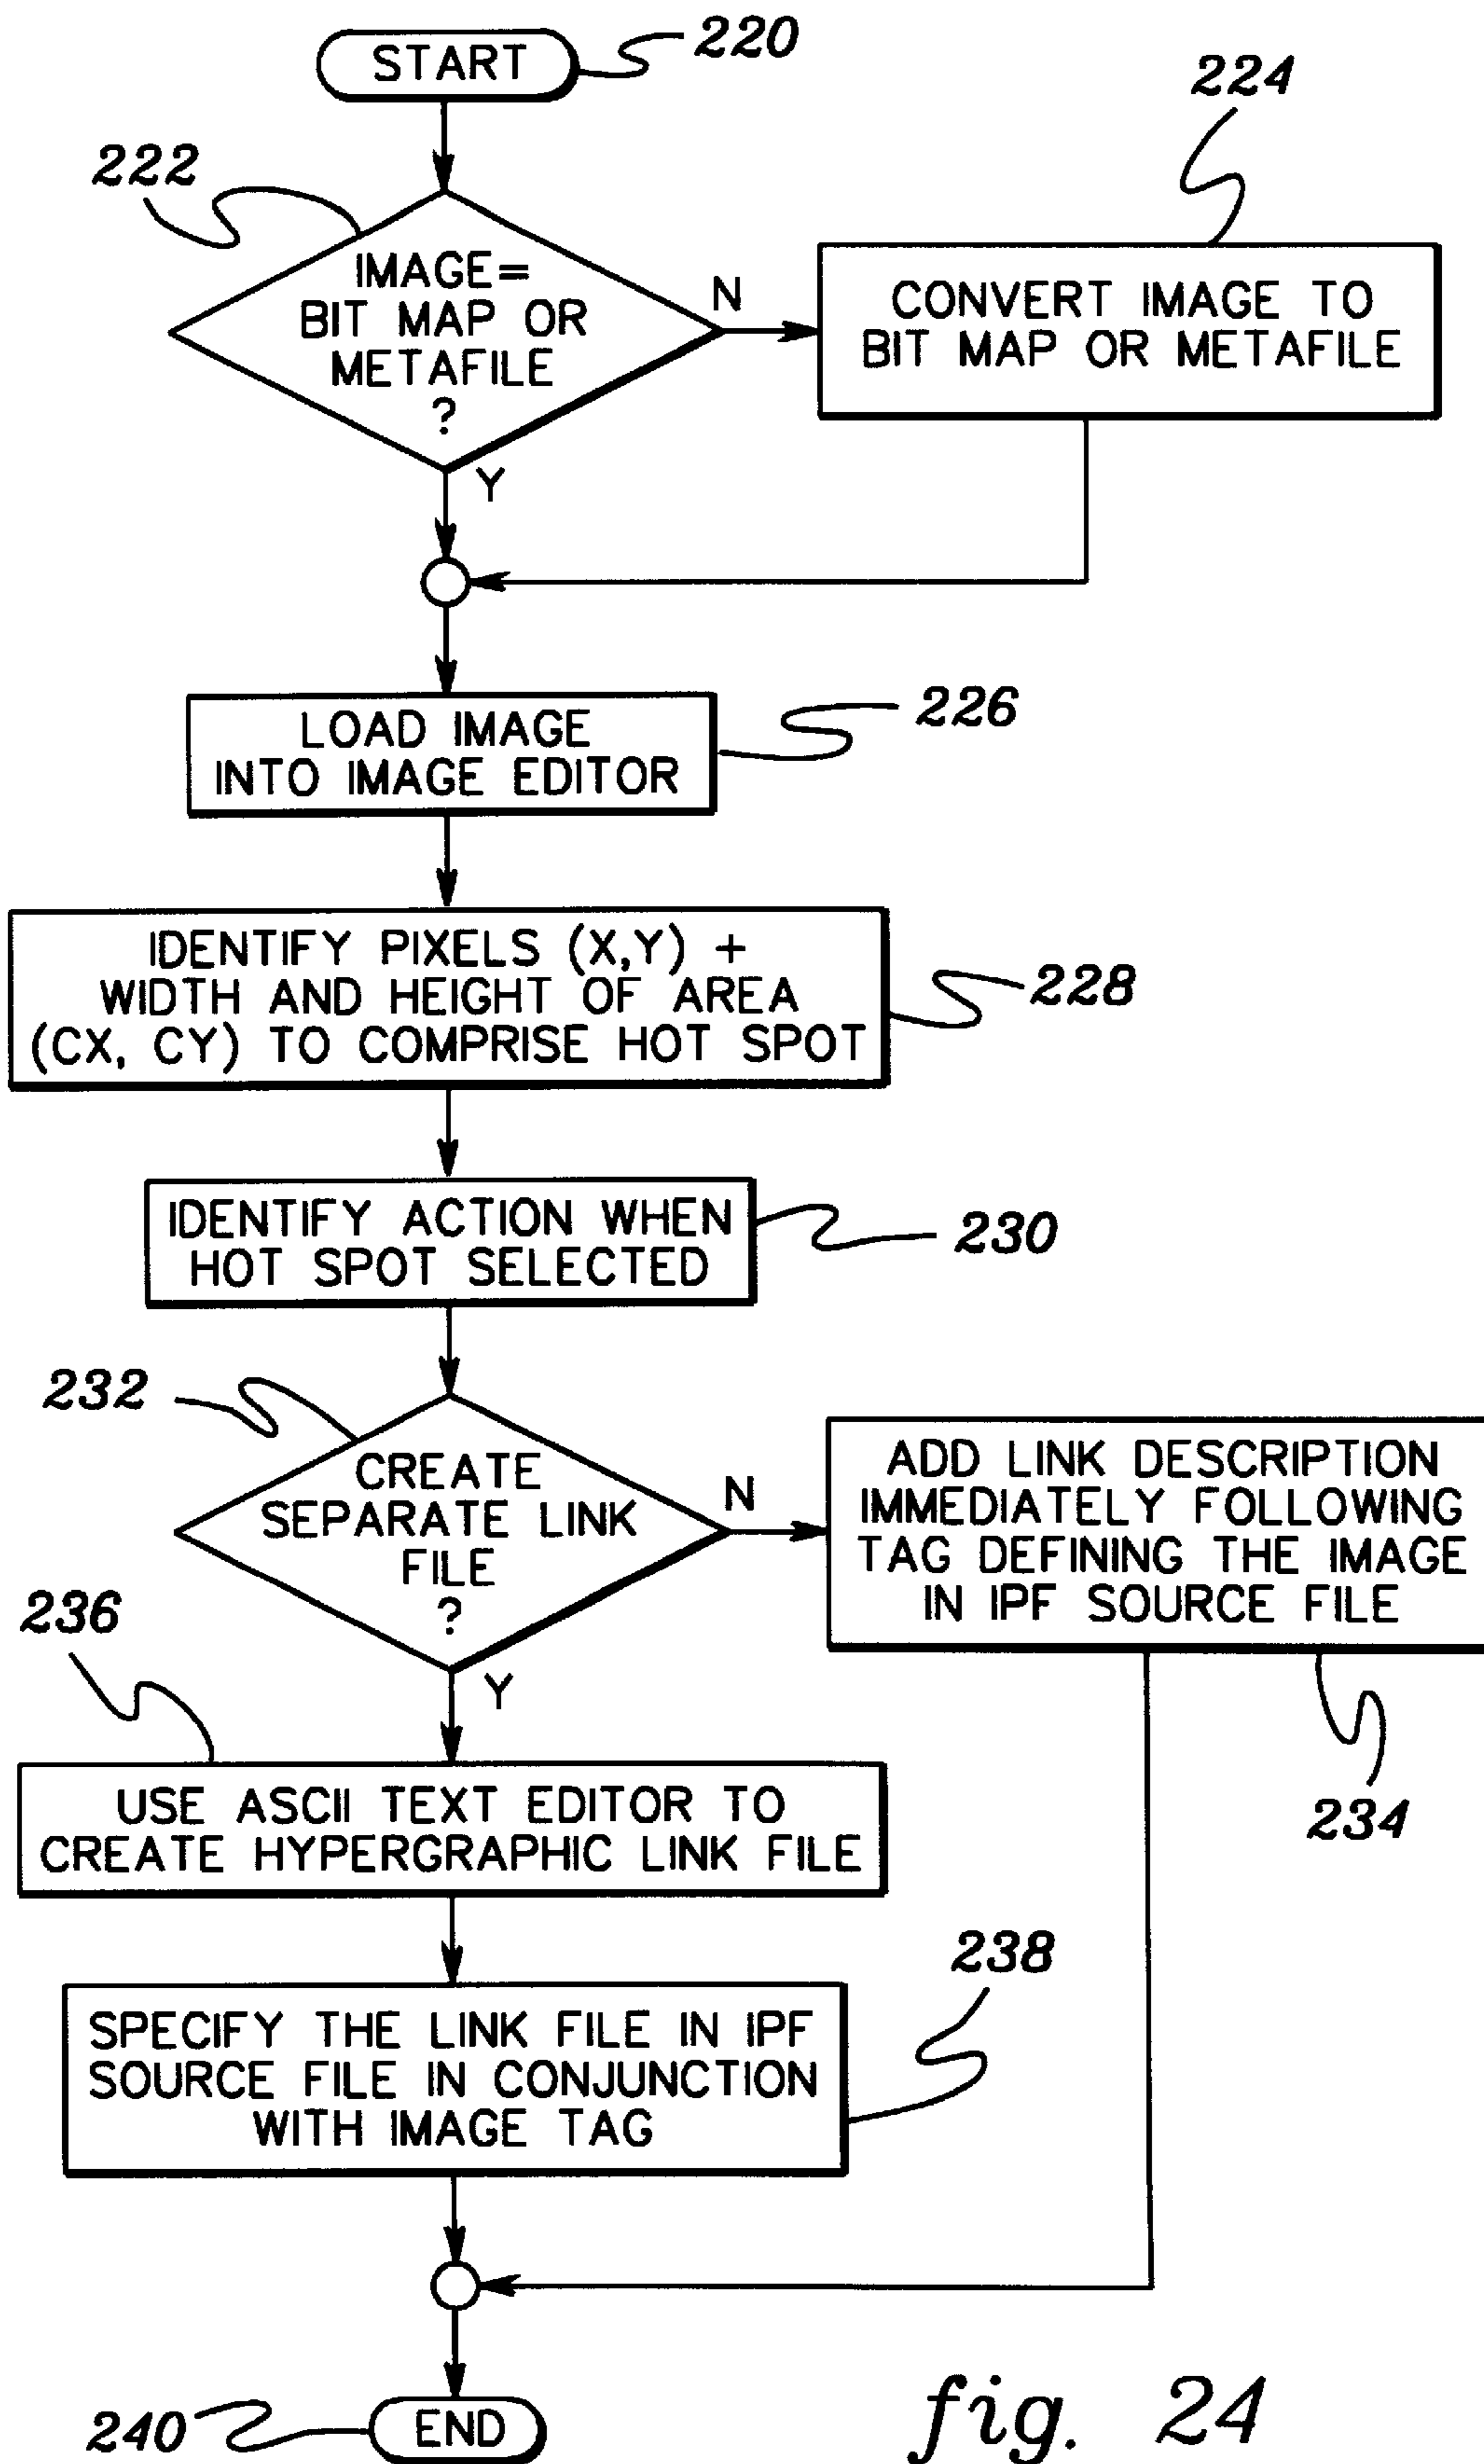 START
220
222
224
IMAGE=
BIT MAP OR
METAFILE
?
N
CONVERT IMAGE TO
BIT MAP OR METAFILE
Y
LOAD IMAGE
INTO IMAGE EDITOR
226
IDENTIFY PIXELS (X,Y) +
WIDTH AND HEIGHT OF AREA
(CX, CY) TO COMPRISE HOT SPOT
228
IDENTIFY ACTION WHEN
HOT SPOT SELECTED
230
232
CREATE
SEPARATE LINK
FILE
?
N
ADD LINK DESCRIPTION
IMMEDIATELY FOLLOWING
TAG DEFINING THE IMAGE
IN IPF SOURCE FILE
234
Y
236
USE ASCII TEXT EDITOR TO
CREATE HYPERGRAPHIC LINK FILE
238
SPECIFY THE LINK FILE IN IPF
SOURCE FILE IN CONJUNCTION
WITH IMAGE TAG
240
END
fig. 24